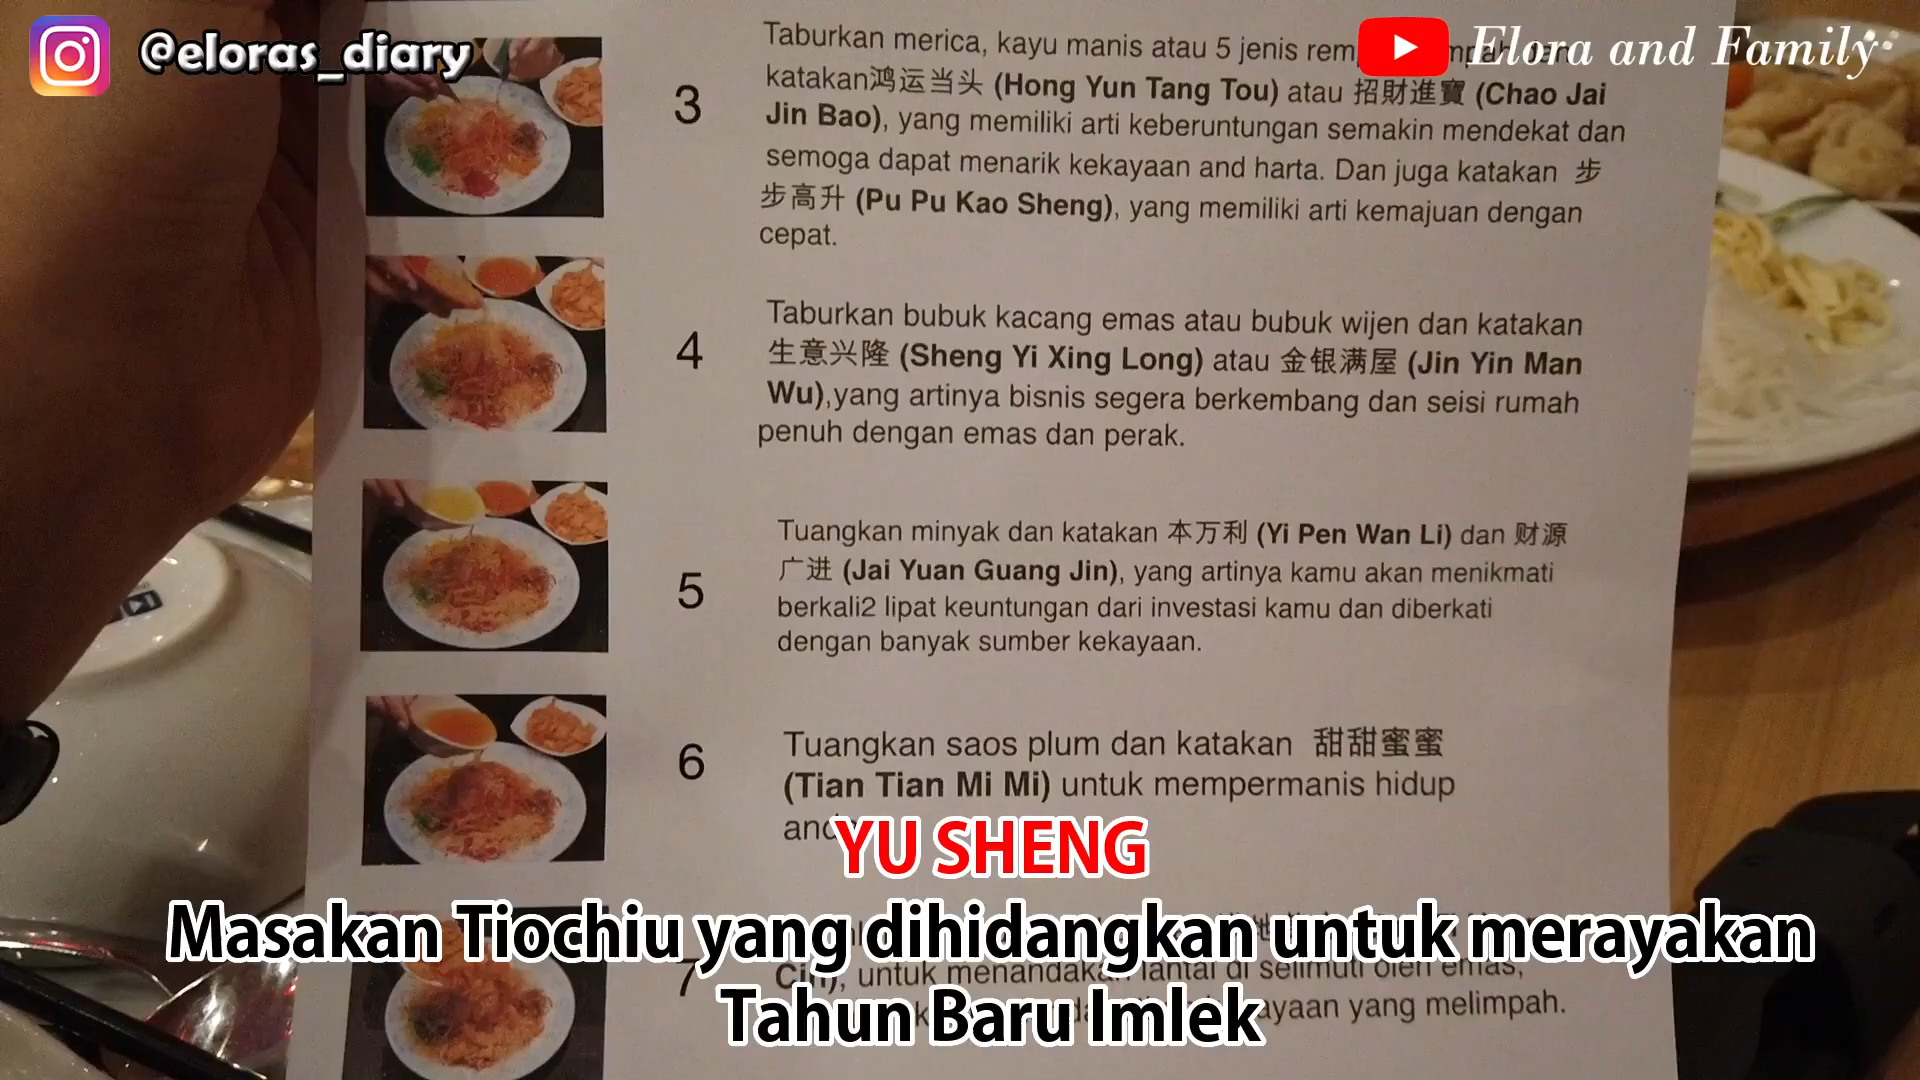 @eloras_diary
Elora and Family
3
Taburkan merica, kayu manis atau 5 jenis
katakan鸿运当头 (Hong Yun Tang Tou) atau 招財進寶 (Chao Jai
Jin Bao), yang memiliki arti keberuntungan semakin mendekat dan
semoga dapat menarik kekayaan and harta. Dan juga katakan 步
步高升 (Pu Pu Kao Sheng), yang memiliki arti kemajuan dengan
cepat.
4
Taburkan bubuk kacang emas atau bubuk wijen dan katakan
生意兴隆 (Sheng Yi Xing Long) atau 金银满屋 (Jin Yin Man
Wu),yang artinya bisnis segera berkembang dan seisi rumah
penuh dengan emas dan perak.
5
Tuangkan minyak dan katakan 本万利 (Yi Pen Wan Li) dan 财源
广进 (Jai Yuan Guang Jin), yang artinya kamu akan menikmati
berkali2 lipat keuntungan dari investasi kamu dan diberkati
dengan banyak sumber kekayaan.
6
Tuangkan saos plum dan katakan 甜甜蜜蜜
(Tian Tian Mi Mi) untuk mempermanis hidup
YU SHENG
Masakan Tiochiu yang dihidangkan untuk merayakan
Tahun Baru Imlek
7
untuk menandakan lantai di selimuti oleh emas,
yang melimpah.